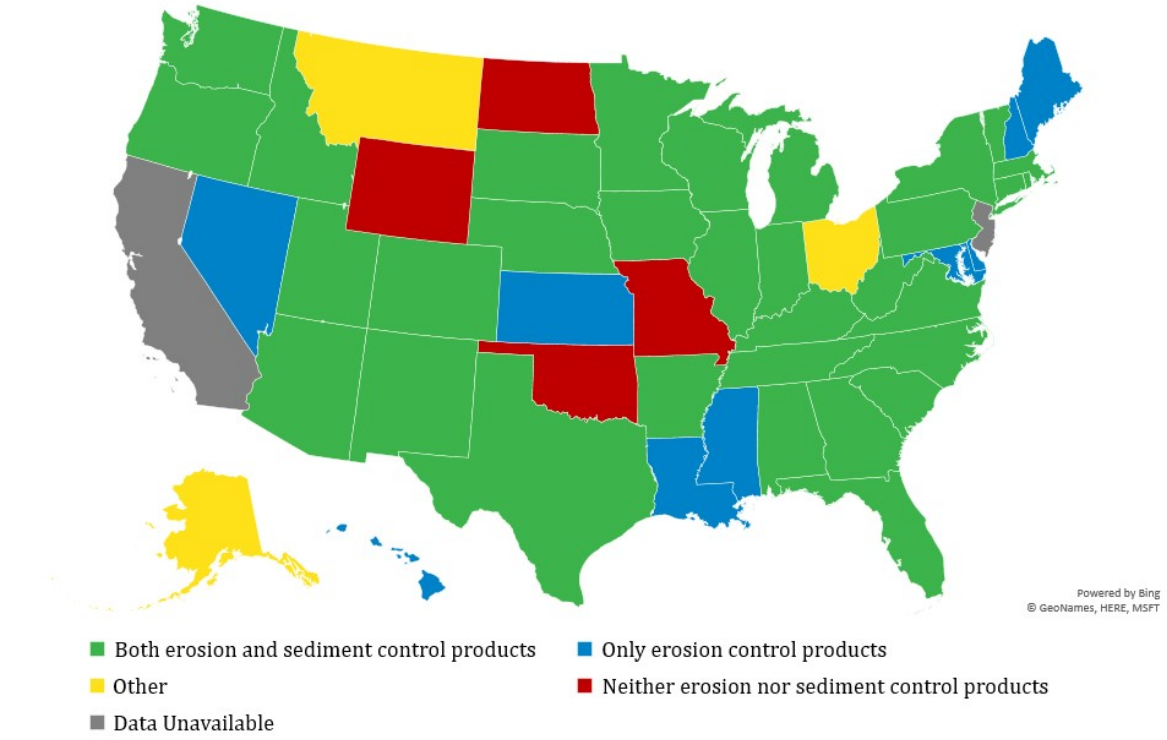 Powered by Bing
© GeoNames, HERE, MSFT
Both erosion and sediment control products
Only erosion control products
Other
Neither erosion nor sediment control products
Data Unavailable